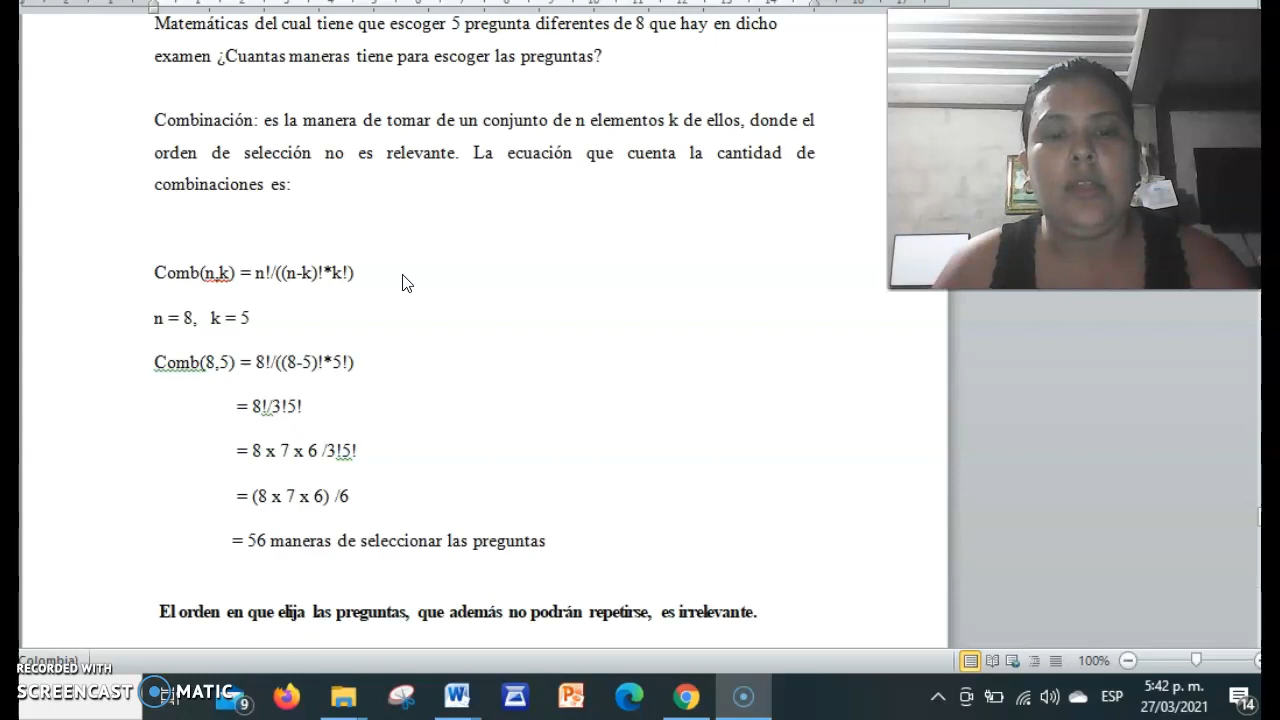 Matemáticas del cual tiene que escoger 5 pregunta diferentes de 8 que hay en dicho
examen ¿Cuantas maneras tiene para escoger las preguntas?
Combinación: es la manera de tomar de un conjunto de n elementos k de ellos, donde el
orden de selección no es relevante. La ecuación que cuenta la cantidad de
combinaciones es:
Comb(n,k) = n!/((n-k)!*k!)
n = 8, k = 5
Comb(8,5) = 8!/((8-5)!*5!)
= 8!/3!5!
= 8 x 7 x 6 /3!5!
= (8 x 7 x 6) /6
= 56 maneras de seleccionar las preguntas
El orden en que elija las preguntas, que además no podrán repetirse, es irrelevante.
Colombia)
100%
RECORDED WITH
SCREENCAST MATIC
9
ESP
5:42 p. m.
27/03/2021
14